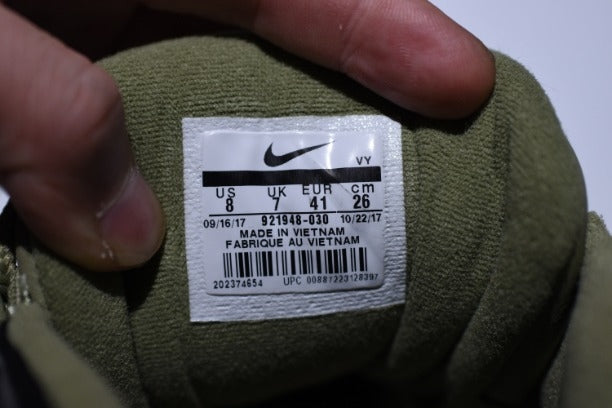 VY
US UK EUR cm
8 7 41 26
09/16/17 921948-030 10/22/17
MADE IN VIETNAM
FABRIQUE AU VIETNAM
202374654 UPC 00887223128397